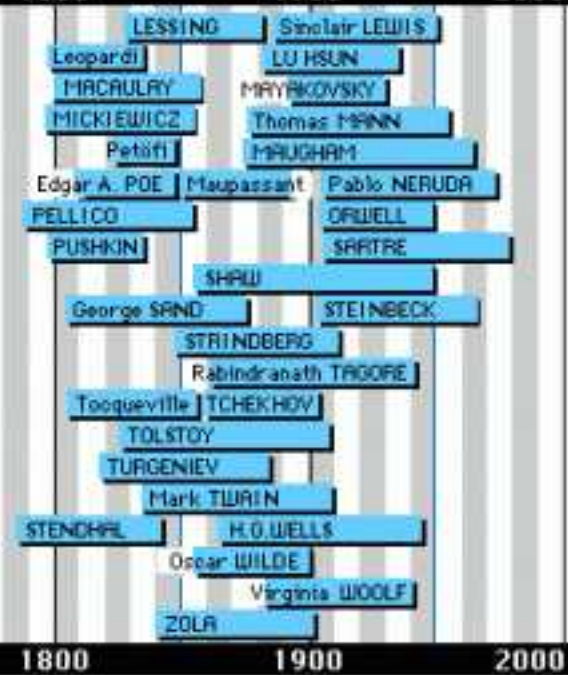 LESSING Sinclair LEWIS
Leopardi LU HSUN
MACAULAY MAYAKOVSKY
MICKIEWICZ Thomas MANN
Petöfi MAUGHAM
Edgar A. POE Maupassant Pablo NERUDA
PELLICO ORWELL
PUSHKIN SARTRE
SHAW
George SAND STEINBECK
STRINDBERG
Rabindranath TAGORE
Tocqueville TCHEKHOV
TOLSTOY
TURGENIEV
Mark TWAIN
STENDHAL H.G.WELLS
Oscar WILDE
Virginia WOOLF
ZOLA
1800 1900 2000